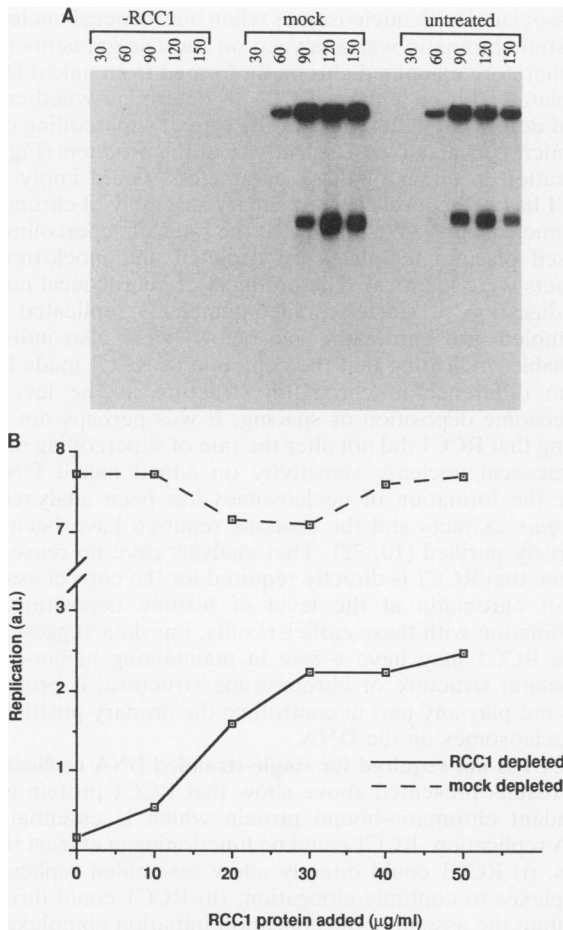 A
-RCC1 mock untreated
30 60 90 120 150 30 60 90 120 150 30 60 90 120 150
B
8
7
3
2
1
Replication (a.u.)
RCC1 depleted
mock depleted
0 10 20 30 40 50
RCC1 protein added (μg/ml)